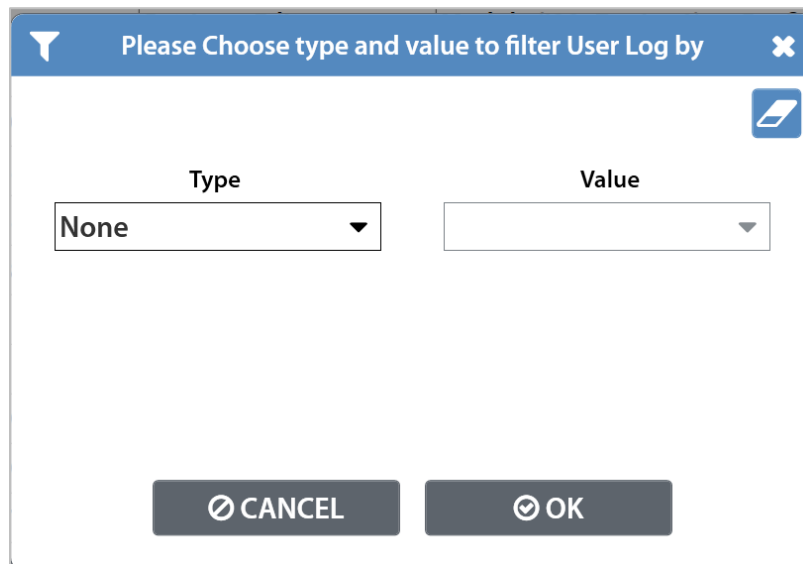 Please Choose type and value to filter User Log by
Type
Value
None
CANCEL
OK